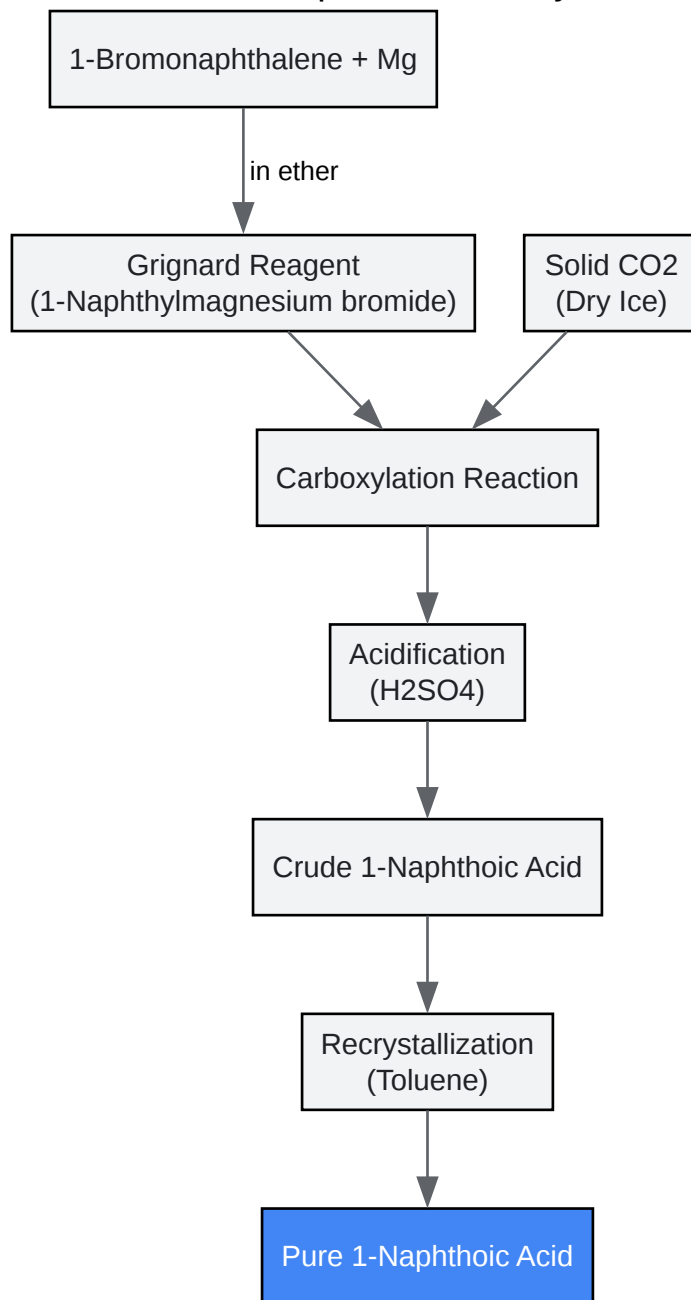 1-Bromonaphthalene + Mg
in ether
Grignard Reagent
(1-Naphthylmagnesium bromide)
Solid CO2
(Dry Ice)
Carboxylation Reaction
Acidification
(H2SO4)
Crude 1-Naphthoic Acid
Recrystallization
(Toluene)
Pure 1-Naphthoic Acid